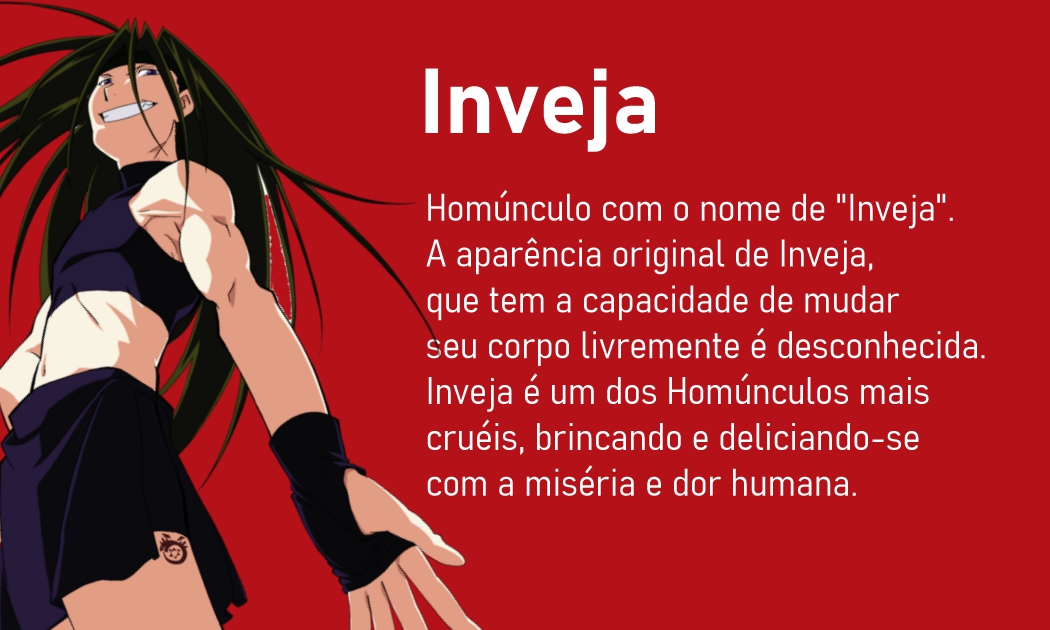 Inveja
Homúnculo com o nome de "Inveja".
A aparência original de Inveja,
que tem a capacidade de mudar
seu corpo livremente é desconhecida.
Inveja é um dos Homúnculos mais
cruéis, brincando e deliciando-se
com a miséria e dor humana.